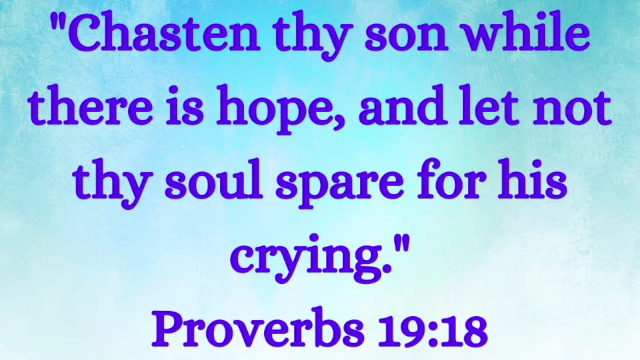 "Chasten thy son while
there is hope, and let not
thy soul spare for his
crying."
Proverbs 19:18